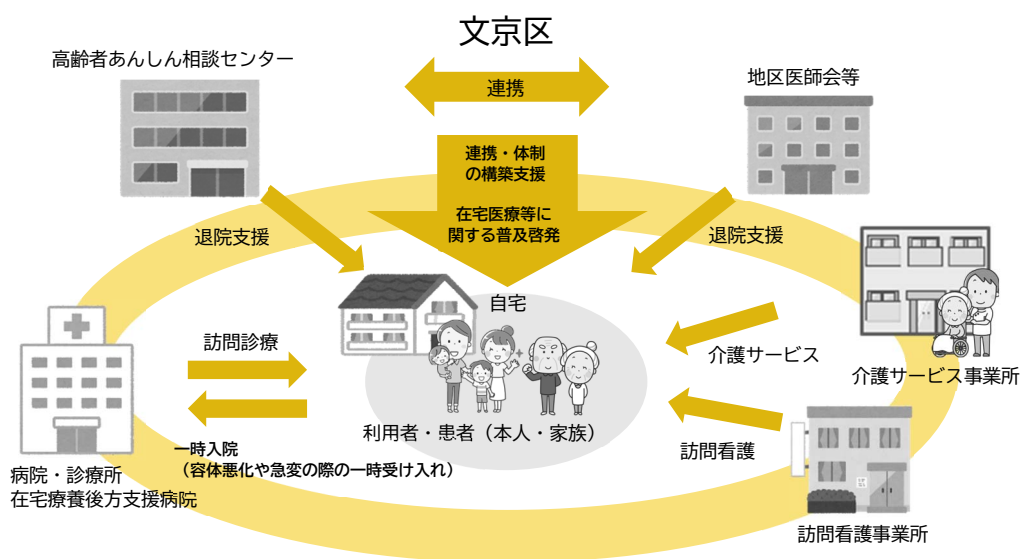 文京区
高齢者あんしん相談センター
地区医師会等
連携
連携・体制
の構築支援
在宅医療等に
関する普及啓発
退院支援
退院支援
自宅
訪問診療
介護サービス
介護サービス事業所
利用者・患者（本人・家族）
一時入院
（容体悪化や急変の際の一時受け入れ）
訪問看護
病院・診療所
在宅療養後方支援病院
訪問看護事業所